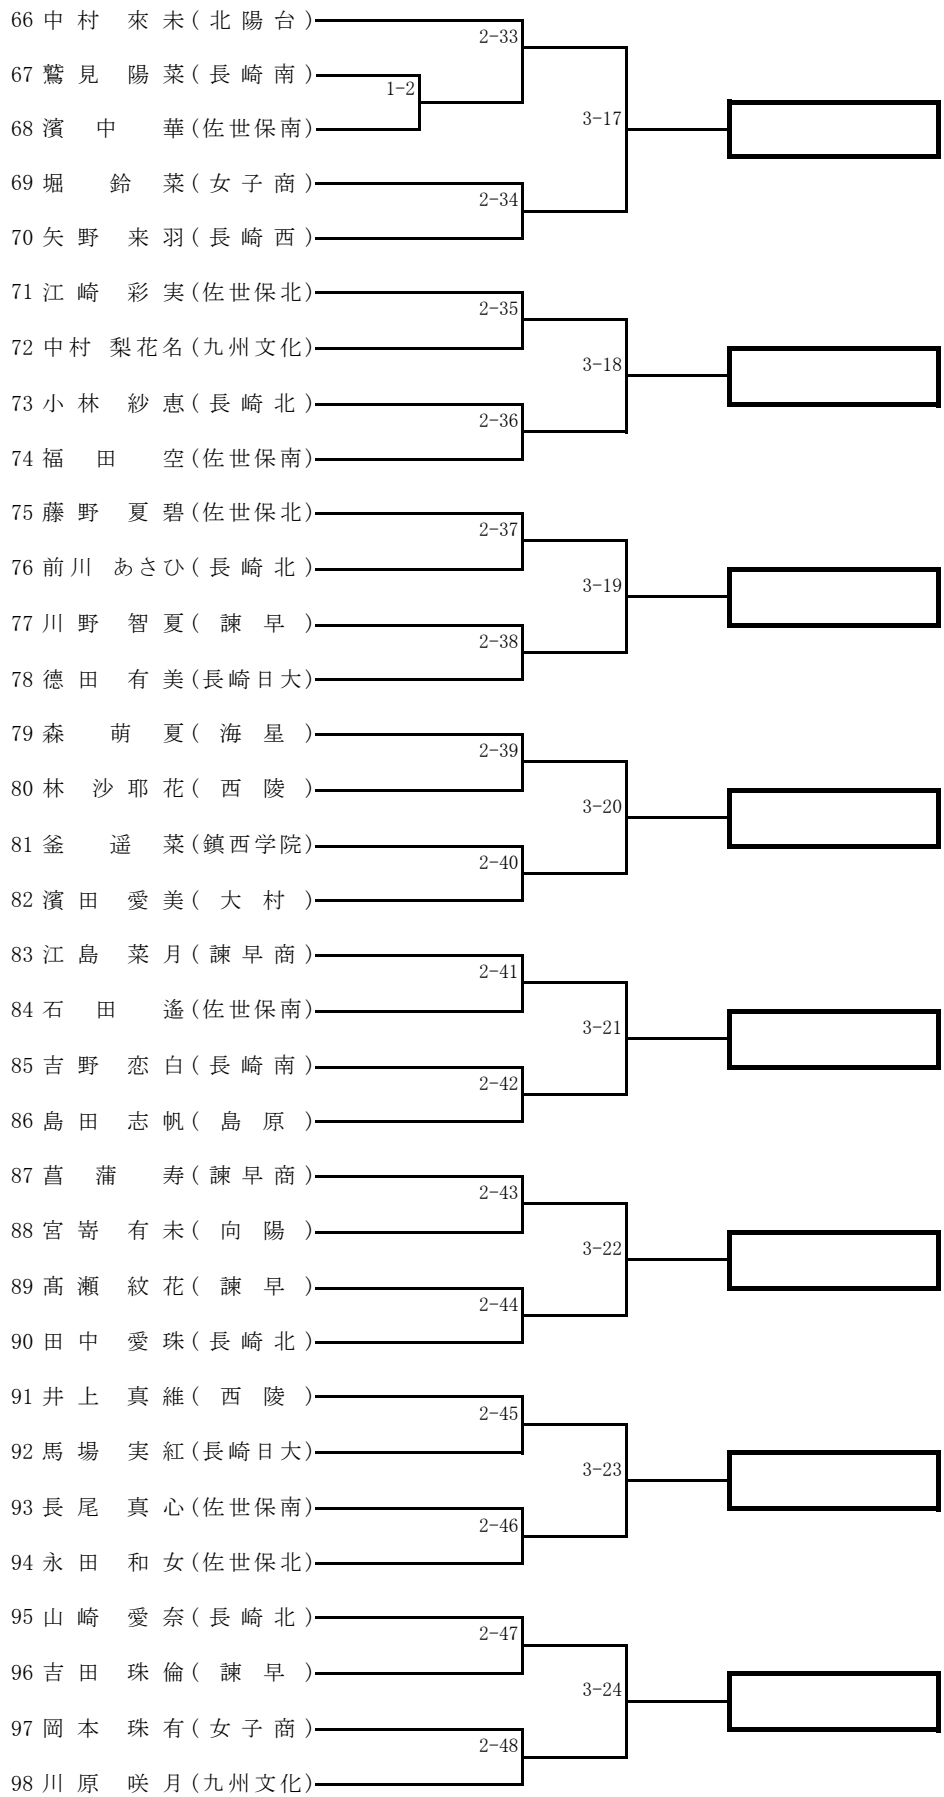 66 中村 來未(北陽台)
2-33
67 鷲見 陽菜(長崎南)
1-2
3-17
68 濱中 華(佐世保南)
69 堀 鈴菜(女子商)
2-34
70 矢野 来羽(長崎西)
71 江崎 彩実(佐世保北)
2-35
72 中村 梨花名(九州文化)
3-18
73 小林 紗恵(長崎北)
2-36
74 福田 空(佐世保南)
75 藤野 夏碧(佐世保北)
2-37
76 前川 あさひ(長崎北)
3-19
77 川野 智夏(諫早)
2-38
78 德田 有美(長崎日大)
79 森 萌夏(海星)
2-39
80 林 沙耶花(西陵)
3-20
81 釜 遥菜(鎮西学院)
2-40
82 濱田 愛美(大村)
83 江島 菜月(諫早商)
2-41
84 石田 遙(佐世保南)
3-21
85 吉野 恋白(長崎南)
2-42
86 島田 志帆(島原)
87 菖蒲 寿(諫早商)
2-43
88 宮嵜 有未(向陽)
3-22
89 髙瀬 紋花(諫早)
2-44
90 田中 愛珠(長崎北)
91 井上 真維(西陵)
2-45
92 馬場 実紅(長崎日大)
3-23
93 長尾 真心(佐世保南)
2-46
94 永田 和女(佐世保北)
95 山崎 愛奈(長崎北)
2-47
96 吉田 珠倫(諫早)
3-24
97 岡本 珠有(女子商)
2-48
98 川原 咲月(九州文化)